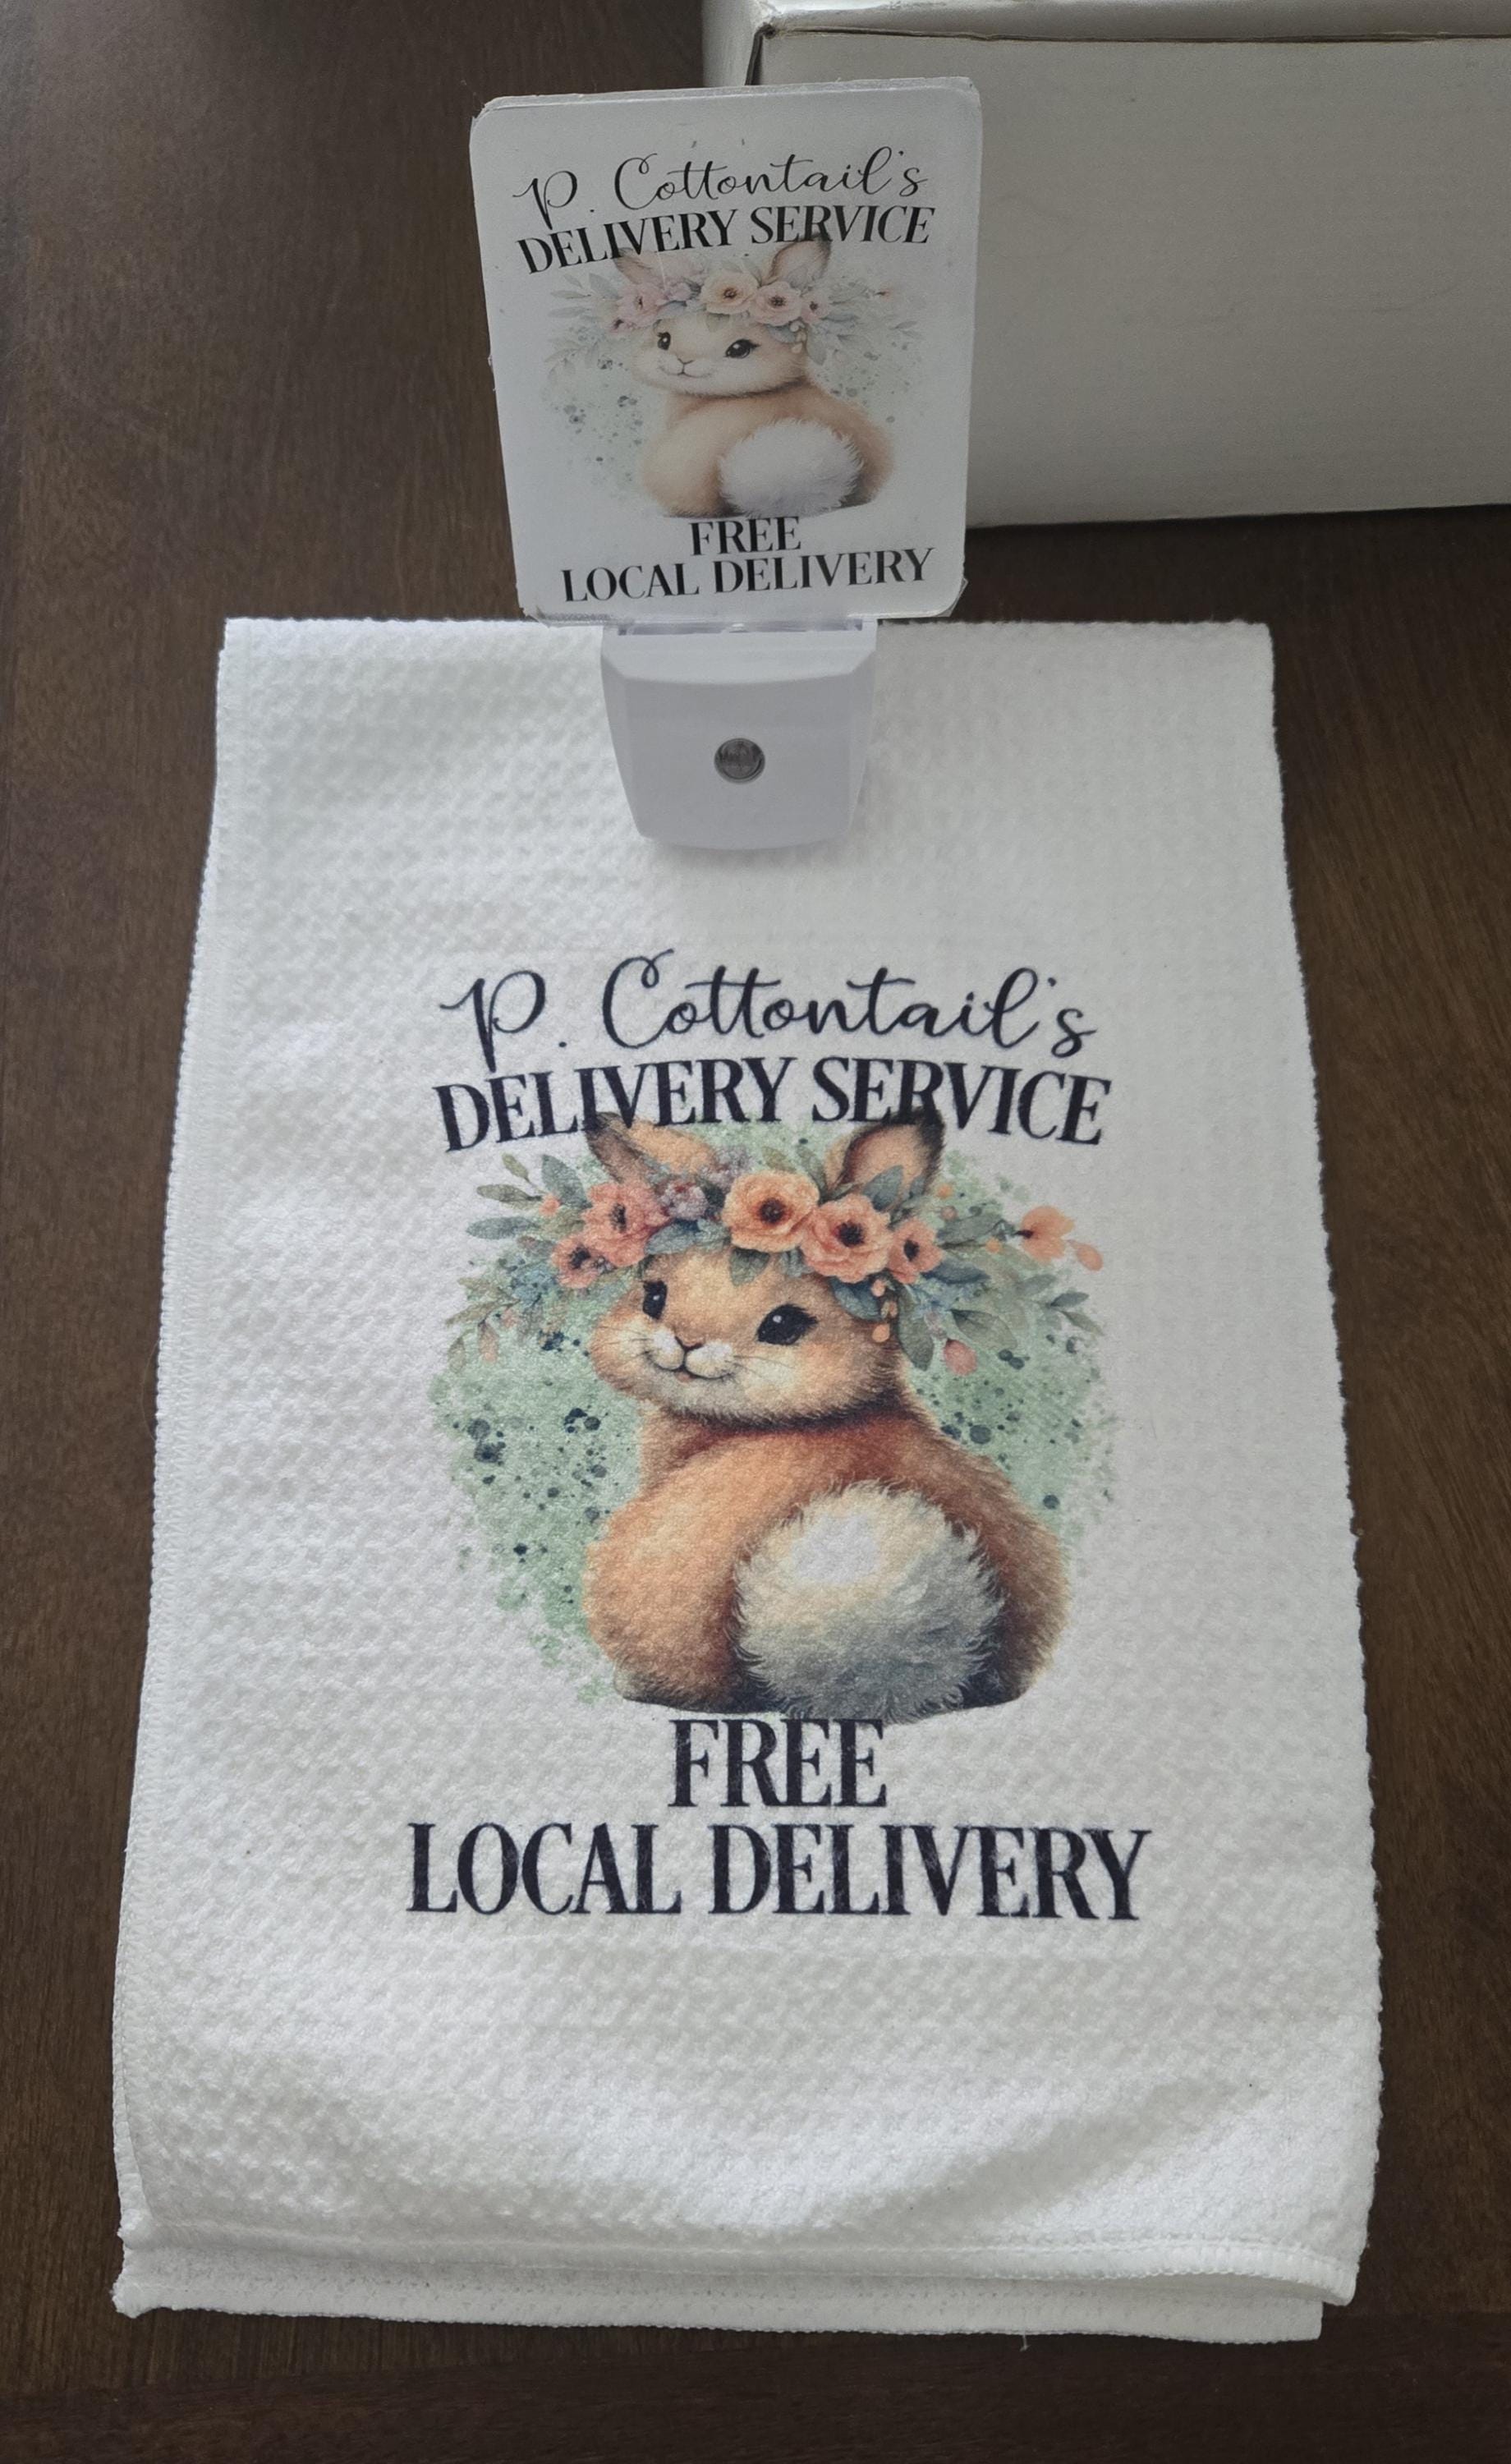 P. Cottontail's
DELIVERY SERVICE
FREE
LOCAL DELIVERY
P. Cottontail's
DELIVERY SERVICE
FREE
LOCAL DELIVERY